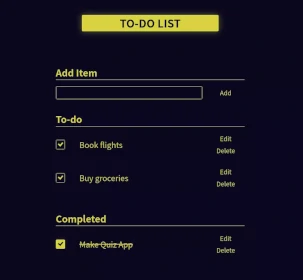 TO-DO LIST
Add Item
Add
To-do
Book flights
Edit
Delete
Buy groceries
Edit
Delete
Completed
Make Quiz App
Edit
Delete